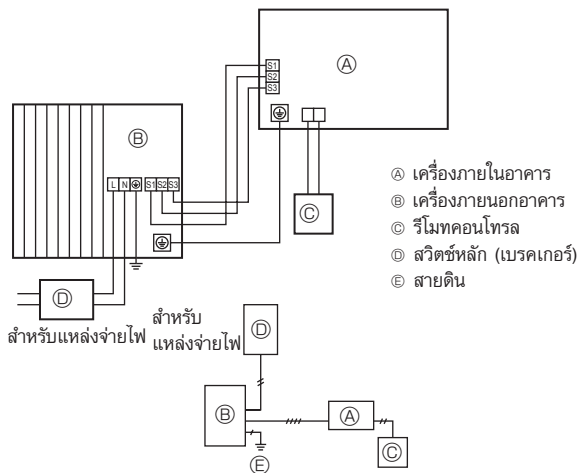 S1
S2
S3
Ⓐ
Ⓑ
L N S1 S2 S3
Ⓒ
Ⓓ
สำหรับแหล่งจ่ายไฟ
Ⓐ เครื่องภายในอาคาร
Ⓑ เครื่องภายนอกอาคาร
Ⓒ รีโมทคอนโทรล
Ⓓ สวิตช์หลัก (เบรคเกอร์)
Ⓔ สายดิน
สำหรับ
แหล่งจ่ายไฟ
Ⓓ
Ⓑ
Ⓐ
Ⓒ
Ⓔ